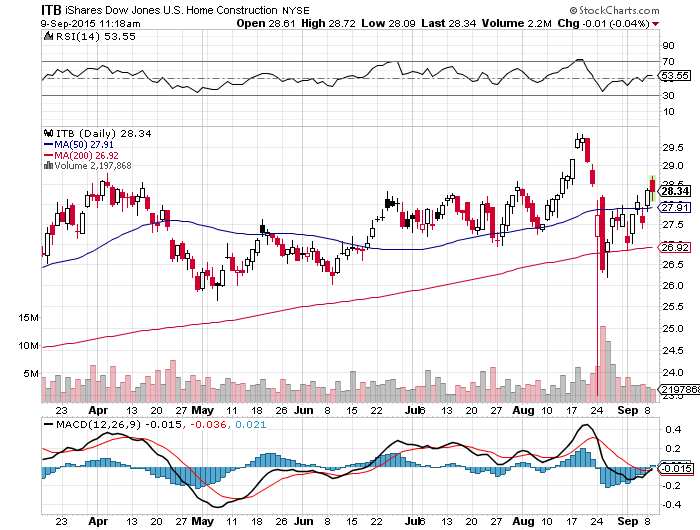 ITB iShares Dow Jones U.S. Home Construction NYSE
© StockCharts.com
9-Sep-2015 11:18am
Open 28.61 High 28.72 Low 28.09 Last 28.34 Volume 2.2M Chg -0.01 (-0.04%)
RSI(14) 53.55
90
70
53.55
30
10
ITB (Daily) 28.34
MA(50) 27.91
MA(200) 26.92
Volume 2,197,868
29.5
29.0
28.5
28.34
27.91
27.5
26.92
26.5
26.0
25.5
25.0
24.5
24.0
23.5
2197868
15M
10M
5M
23 Apr 6 13 20 27 May 11 18 26 Jun 8 15 22 Jul 6 13 20 27 Aug 10 17 24 Sep 8
MACD(12,26,9) -0.015, -0.036, 0.021
0.4
0.2
-0.015
-0.2
-0.4
23 Apr 6 13 20 27 May 11 18 26 Jun 8 15 22 Jul 6 13 20 27 Aug 10 17 24 Sep 8